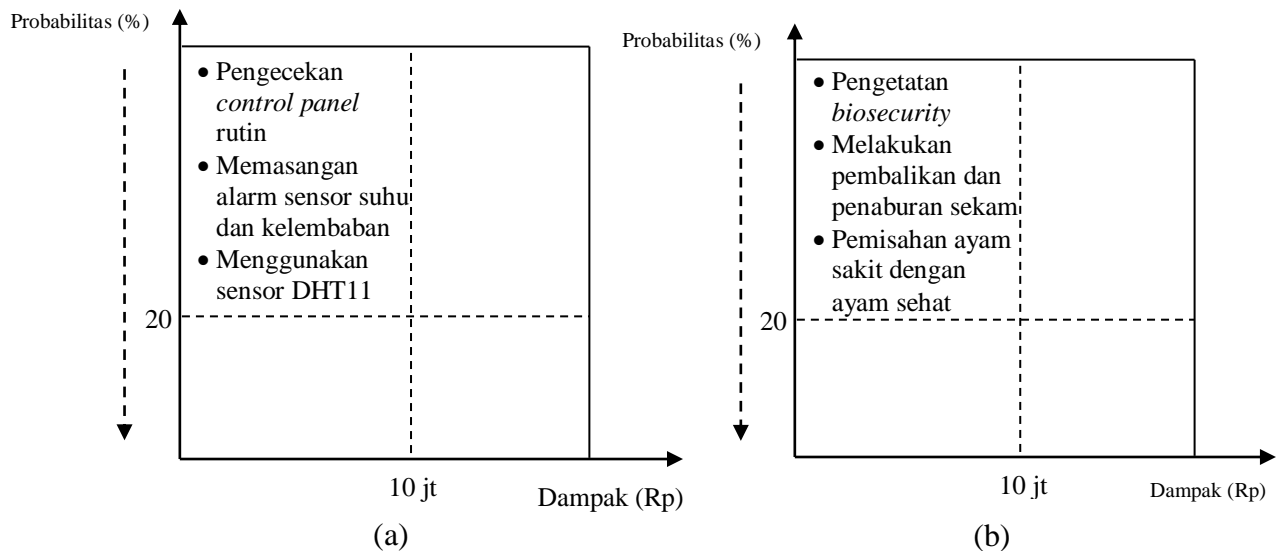 Probabilitas (%)
• Pengecekan
control panel
rutin
• Memasangan
alarm sensor suhu
dan kelembaban
• Menggunakan
sensor DHT11
20
10 jt
Dampak (Rp)
(a)
Probabilitas (%)
• Pengetatan
biosecurity
• Melakukan
pembalikan dan
penaburan sekam
• Pemisahan ayam
sakit dengan
ayam sehat
20
10 jt
Dampak (Rp)
(b)